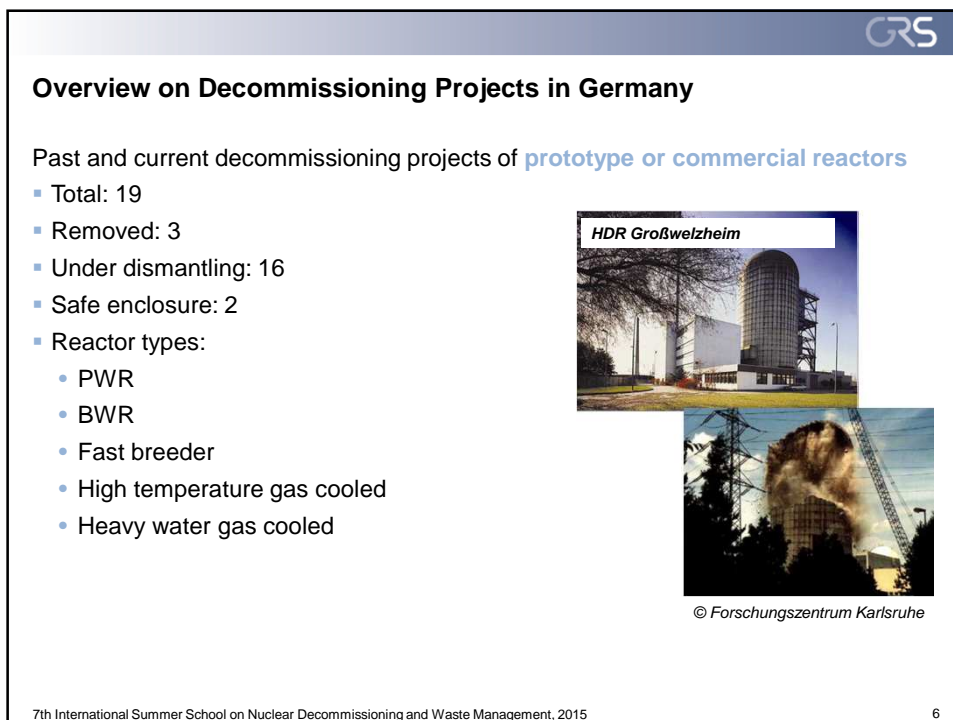 GRS
Overview on Decommissioning Projects in Germany
Past and current decommissioning projects of prototype or commercial reactors
▪ Total: 19
▪ Removed: 3
▪ Under dismantling: 16
▪ Safe enclosure: 2
▪ Reactor types:
• PWR
• BWR
• Fast breeder
• High temperature gas cooled
• Heavy water gas cooled
HDR Großwelzheim
© Forschungszentrum Karlsruhe
7th International Summer School on Nuclear Decommissioning and Waste Management, 2015
6